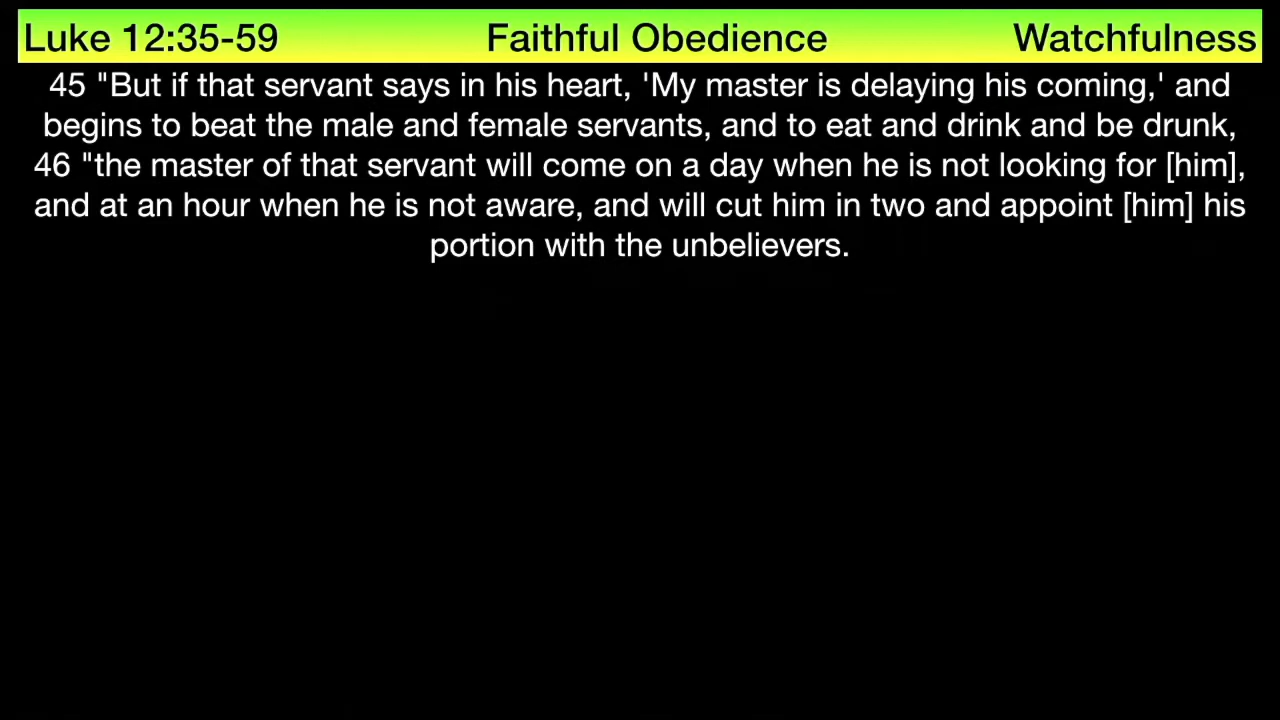 Luke 12:35-59 Faithful Obedience Watchfulness
45 "But if that servant says in his heart, 'My master is delaying his coming,' and
begins to beat the male and female servants, and to eat and drink and be drunk,
46 "the master of that servant will come on a day when he is not looking for [him],
and at an hour when he is not aware, and will cut him in two and appoint [him] his
portion with the unbelievers.